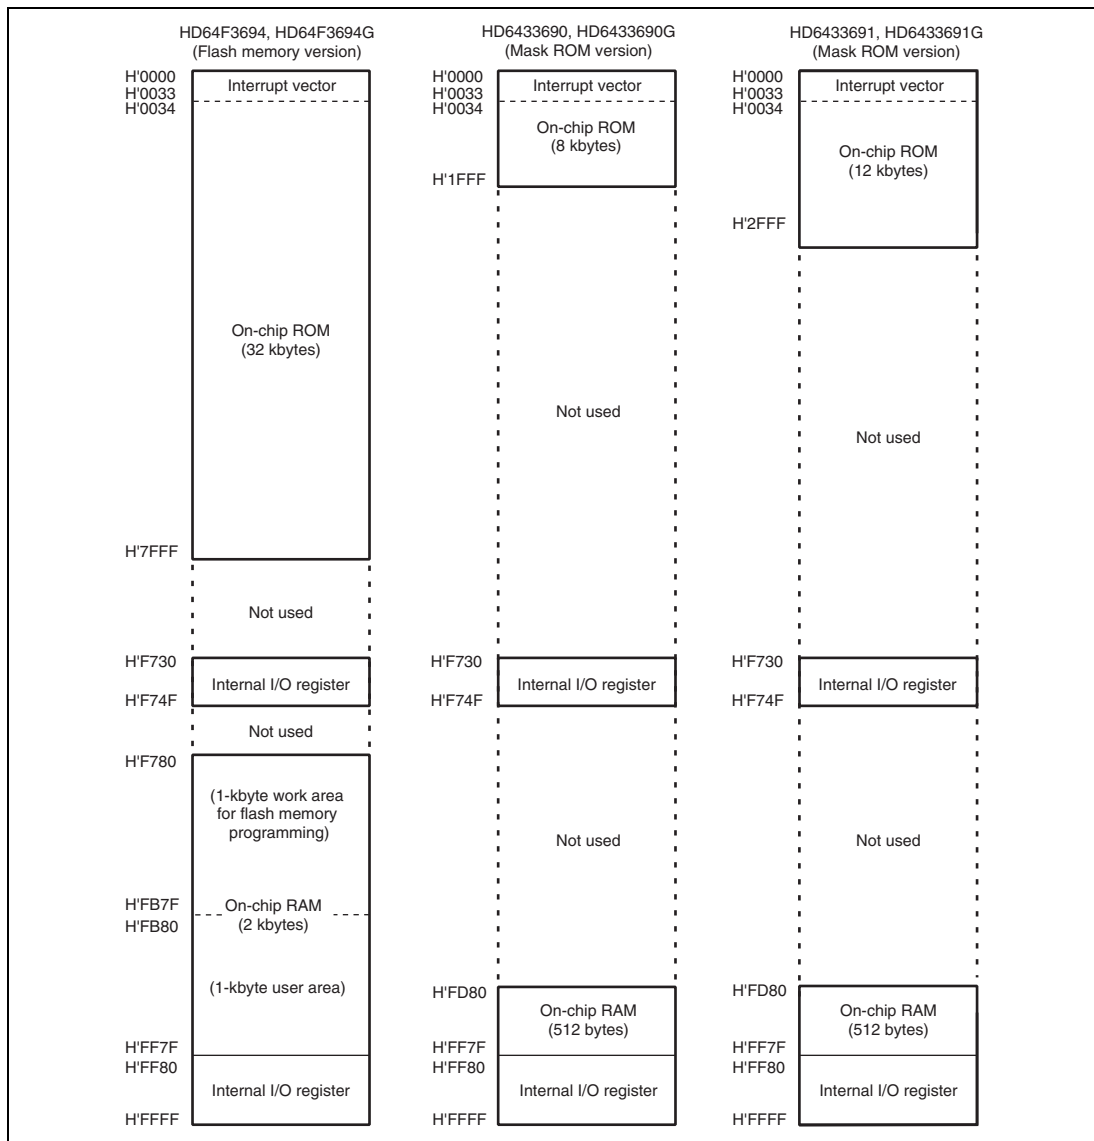 HD64F3694, HD64F3694G
(Flash memory version)
H'0000
H'0033
H'0034
Interrupt vector
On-chip ROM
(32 kbytes)
H'7FFF
Not used
H'F730
Internal I/O register
H'F74F
Not used
H'F780
(1-kbyte work area
for flash memory
programming)
H'FB7F
On-chip RAM
(2 kbytes)
H'FB80
(1-kbyte user area)
H'FF7F
H'FF80
Internal I/O register
H'FFFF
HD6433690, HD6433690G
(Mask ROM version)
H'0000
H'0033
H'0034
Interrupt vector
On-chip ROM
(8 kbytes)
H'1FFF
Not used
H'F730
Internal I/O register
H'F74F
Not used
H'FD80
On-chip RAM
(512 bytes)
H'FF7F
H'FF80
Internal I/O register
H'FFFF
HD6433691, HD6433691G
(Mask ROM version)
H'0000
H'0033
H'0034
Interrupt vector
On-chip ROM
(12 kbytes)
H'2FFF
Not used
H'F730
Internal I/O register
H'F74F
Not used
H'FD80
On-chip RAM
(512 bytes)
H'FF7F
H'FF80
Internal I/O register
H'FFFF